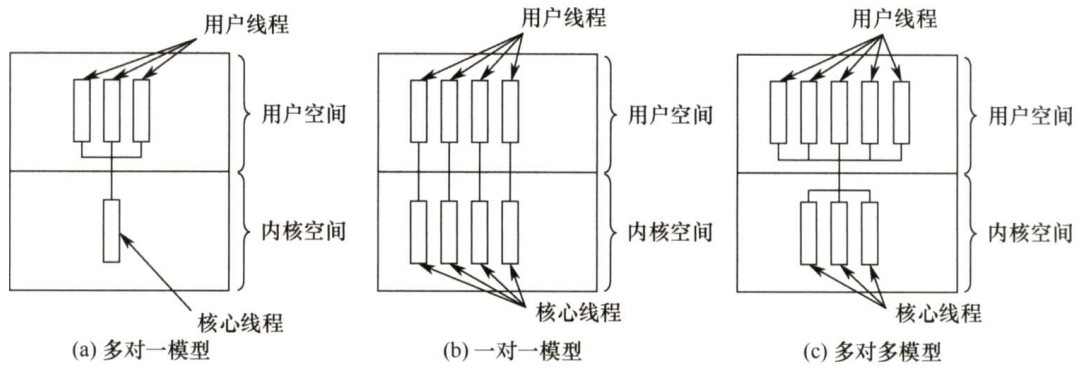 用户线程
用户空间
内核空间
核心线程
(a) 多对一模型
用户线程
用户空间
内核空间
核心线程
(b) 一对一模型
用户线程
用户空间
内核空间
核心线程
(c) 多对多模型